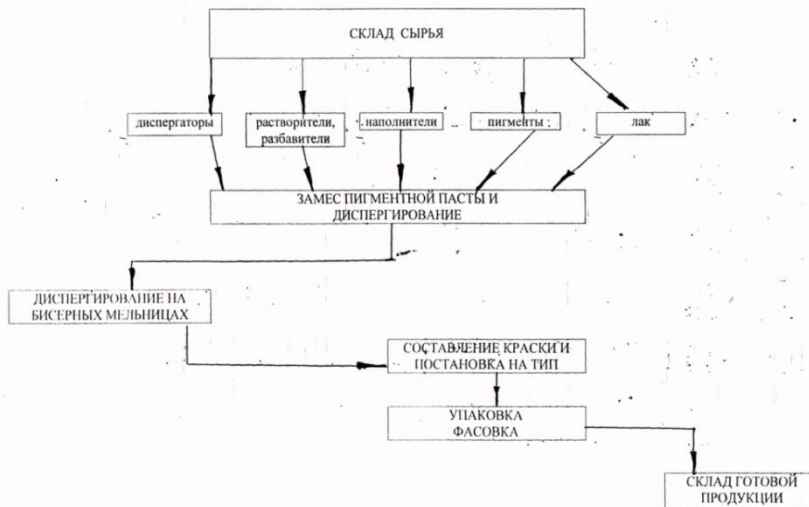 СКЛАД СЫРЬЯ
диспергаторы
растворители,
разбавители
наполнители
пигменты
лак
ЗАМЕС ПИГМЕНТНОЙ ПАСТЫ И
ДИСПЕРГИРОВАНИЕ
ДИСПЕРГИРОВАНИЕ НА
БИСЕРНЫХ МЕЛЬНИЦАХ
СОСТАВЛЕНИЕ КРАСКИ И
ПОСТАНОВКА НА ТИП
УПАКОВКА
ФАСОВКА
СКЛАД ГОТОВОЙ
ПРОДУКЦИИ